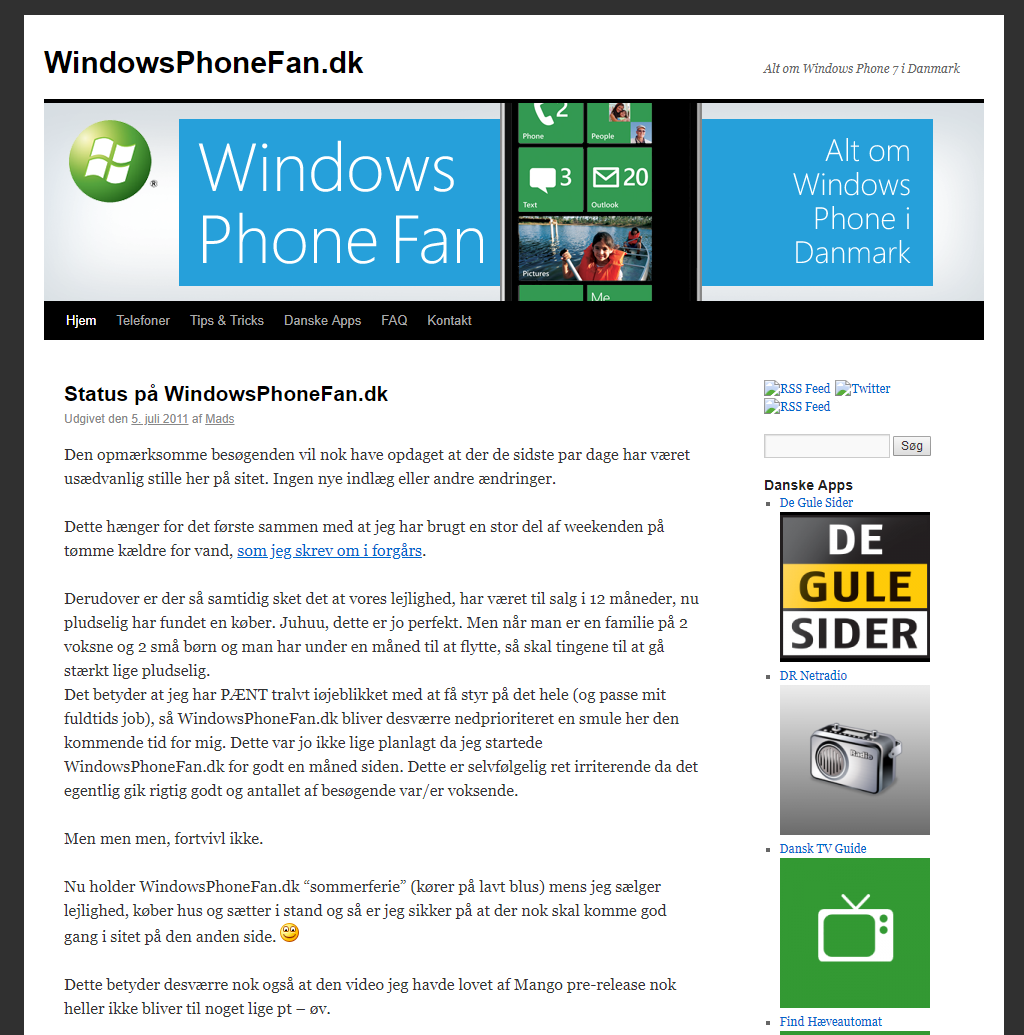 WindowsPhoneFan.dk
Alt om Windows Phone 7 i Danmark
Windows
Phone Fan
®
2
Phone
People
3
Text
20
Outlook
Pictures
Me
Alt om
Windows
Phone i
Danmark
Hjem Telefoner Tips & Tricks Danske Apps FAQ Kontakt
Status på WindowsPhoneFan.dk
Udgivet den 5. juli 2011 af Mads
Den opmærksomme besøgenden vil nok have opdaget at der de sidste par dage har været
usædvanlig stille her på sitet. Ingen nye indlæg eller andre ændringer.
Dette hænger for det første sammen med at jeg har brugt en stor del af weekenden på
tømme kældre for vand, som jeg skrev om i forgårs.
Derudover er der så samtidig sket det at vores lejlighed, har været til salg i 12 måneder, nu
pludselig har fundet en køber. Juhuu, dette er jo perfekt. Men når man er en familie på 2
voksne og 2 små børn og man har under en måned til at flytte, så skal tingene til at gå
stærkt lige pludselig.
Det betyder at jeg har PÆNT tralvt iøjeblikket med at få styr på det hele (og passe mit
fuldtids job), så WindowsPhoneFan.dk bliver desværre nedprioriteret en smule her den
kommende tid for mig. Dette var jo ikke lige planlagt da jeg startede
WindowsPhoneFan.dk for godt en måned siden. Dette er selvfølgelig ret irriterende da det
egentlig gik rigtig godt og antallet af besøgende var/er voksende.
Men men men, fortvivl ikke.
Nu holder WindowsPhoneFan.dk “sommerferie” (kører på lavt blus) mens jeg sælger
lejlighed, køber hus og sætter i stand og så er jeg sikker på at der nok skal komme god
gang i sitet på den anden side.
Dette betyder desværre nok også at den video jeg havde lovet af Mango pre-release nok
heller ikke bliver til noget lige pt – øv.
RSS Feed Twitter
RSS Feed
Søg
Danske Apps
De Gule Sider
DE
GULE
SIDER
DR Netradio
Radio
Dansk TV Guide
Find Hæveautomat